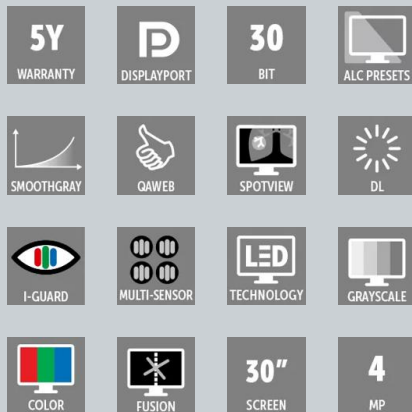 5Y
WARRANTY
D
DISPLAYPORT
30
BIT
ALC PRESETS
SMOOTHGRAY
QAWEB
SPOTVIEW
DL
I-GUARD
MULTI-SENSOR
LED
TECHNOLOGY
GRAYSCALE
COLOR
FUSION
30"
SCREEN
4
MP